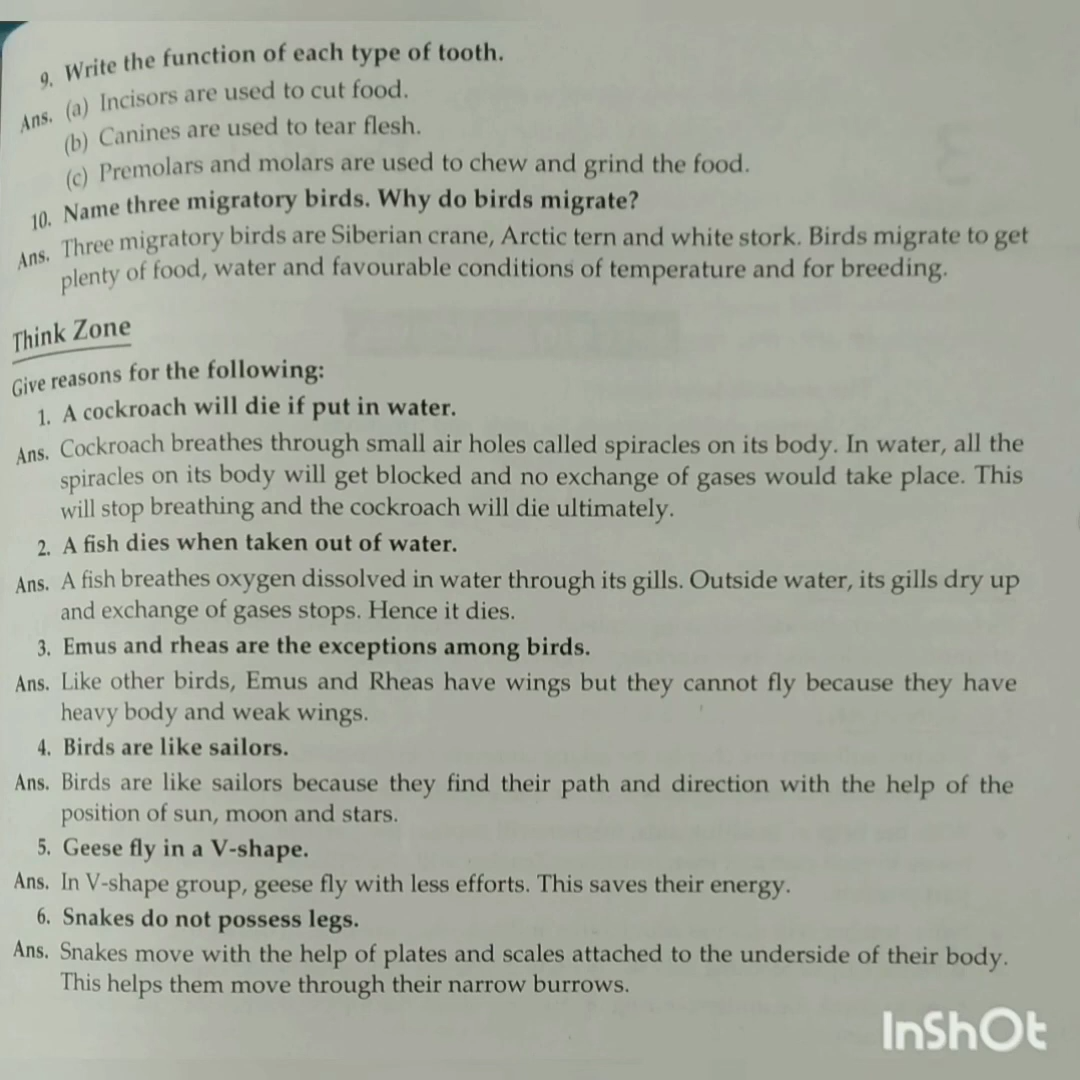 9. Write the function of each type of tooth.
Ans. (a) Incisors are used to cut food.
(b) Canines are used to tear flesh.
(c) Premolars and molars are used to chew and grind the food.
10. Name three migratory birds. Why do birds migrate?
Ans. Three migratory birds are Siberian crane, Arctic tern and white stork. Birds migrate to get
plenty of food, water and favourable conditions of temperature and for breeding.
Think Zone
Give reasons for the following:
1. A cockroach will die if put in water.
Ans. Cockroach breathes through small air holes called spiracles on its body. In water, all the
spiracles on its body will get blocked and no exchange of gases would take place. This
will stop breathing and the cockroach will die ultimately.
2. A fish dies when taken out of water.
Ans. A fish breathes oxygen dissolved in water through its gills. Outside water, its gills dry up
and exchange of gases stops. Hence it dies.
3. Emus and rheas are the exceptions among birds.
Ans. Like other birds, Emus and Rheas have wings but they cannot fly because they have
heavy body and weak wings.
4. Birds are like sailors.
Ans. Birds are like sailors because they find their path and direction with the help of the
position of sun, moon and stars.
5. Geese fly in a V-shape.
Ans. In V-shape group, geese fly with less efforts. This saves their energy.
6. Snakes do not possess legs.
Ans. Snakes move with the help of plates and scales attached to the underside of their body.
This helps them move through their narrow burrows.
InShOt